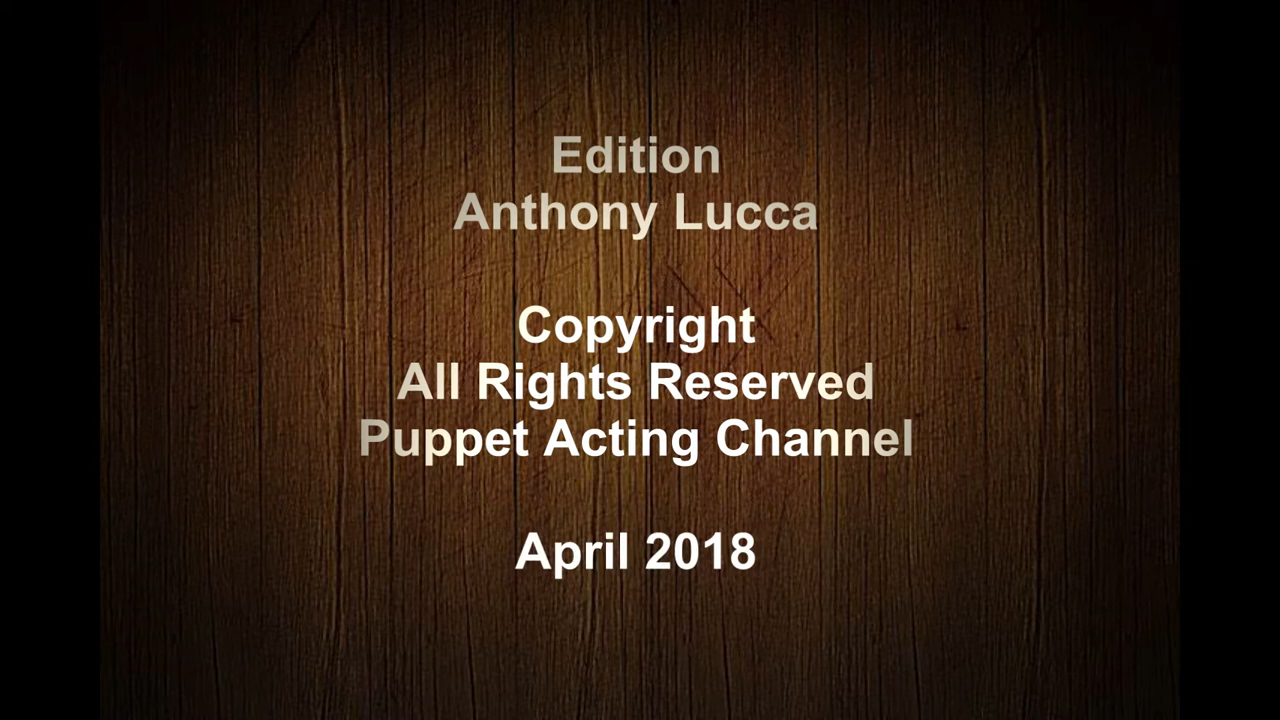 Edition
Anthony Lucca
Copyright
All Rights Reserved
Puppet Acting Channel
April 2018